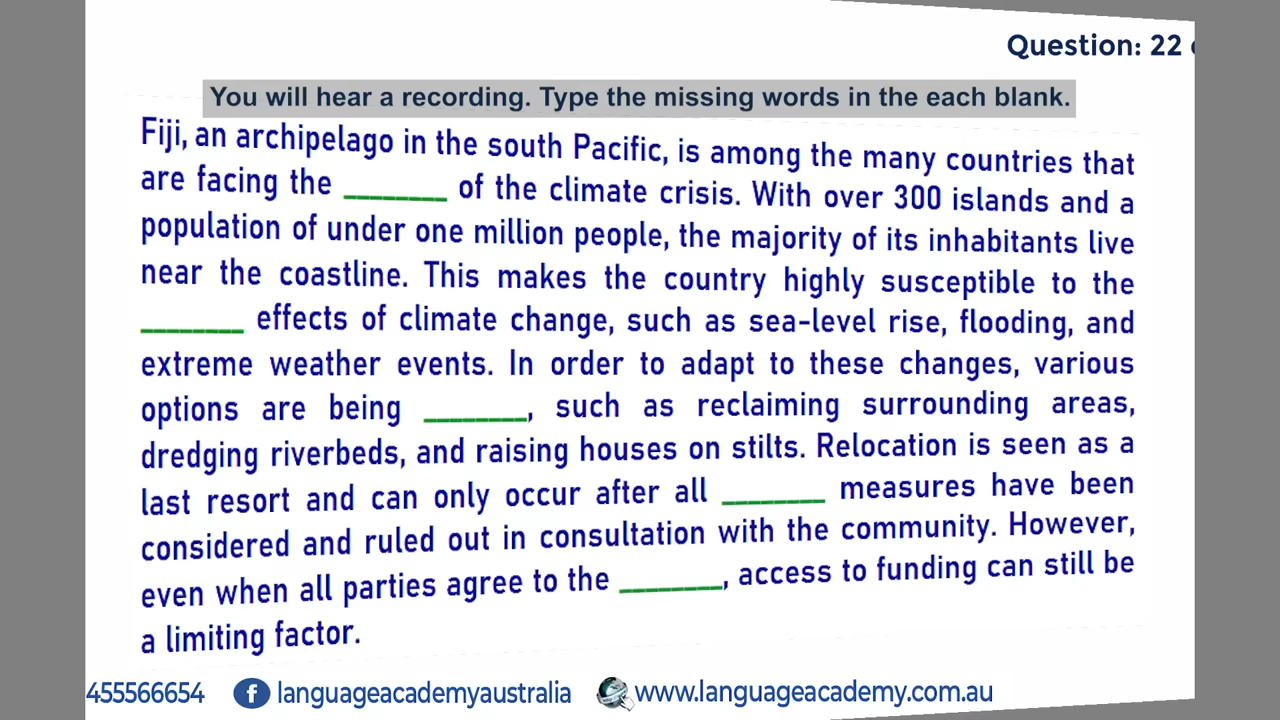 Question: 22
You will hear a recording. Type the missing words in the each blank.
Fiji, an archipelago in the south Pacific, is among the many countries that
are facing the ________ of the climate crisis. With over 300 islands and a
population of under one million people, the majority of its inhabitants live
near the coastline. This makes the country highly susceptible to the
________ effects of climate change, such as sea-level rise, flooding, and
extreme weather events. In order to adapt to these changes, various
options are being ________, such as reclaiming surrounding areas,
dredging riverbeds, and raising houses on stilts. Relocation is seen as a
last resort and can only occur after all ________ measures have been
considered and ruled out in consultation with the community. However,
even when all parties agree to the ________, access to funding can still be
a limiting factor.
455566654 languageacademyaustralia www.languageacademy.com.au